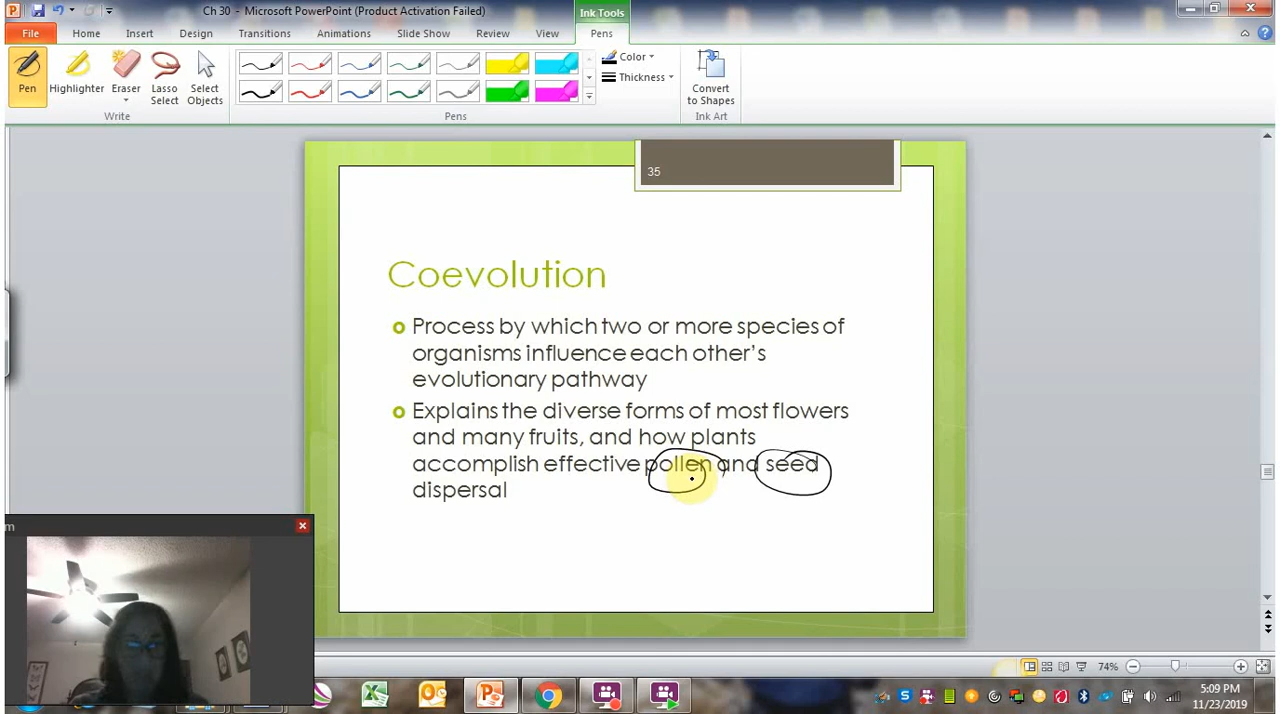 Ch 30 - Microsoft PowerPoint (Product Activation Failed)
Ink Tools
File
Home
Insert
Design
Transitions
Animations
Slide Show
Review
View
Pens
Pen
Highlighter
Eraser
Lasso
Select
Select
Objects
Write
Pens
Color
Thickness
Convert
to Shapes
Ink Art
35
Coevolution
Process by which two or more species of
organisms influence each other's
evolutionary pathway
Explains the diverse forms of most flowers
and many fruits, and how plants
accomplish effective pollen and seed
dispersal
m
74%
5:09 PM
11/23/2019